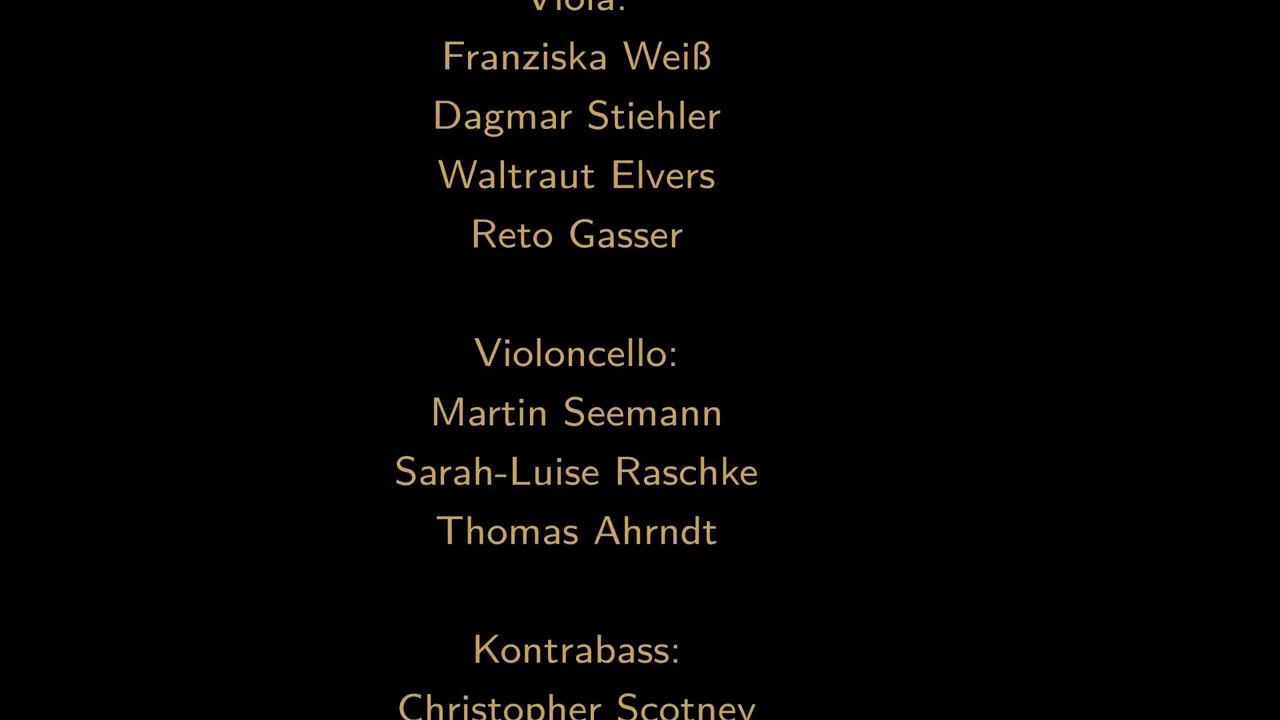 Viola:
Franziska Weiß
Dagmar Stiehler
Waltraut Elvers
Reto Gasser
Violoncello:
Martin Seemann
Sarah-Luise Raschke
Thomas Ahrndt
Kontrabass:
Christopher Scotney